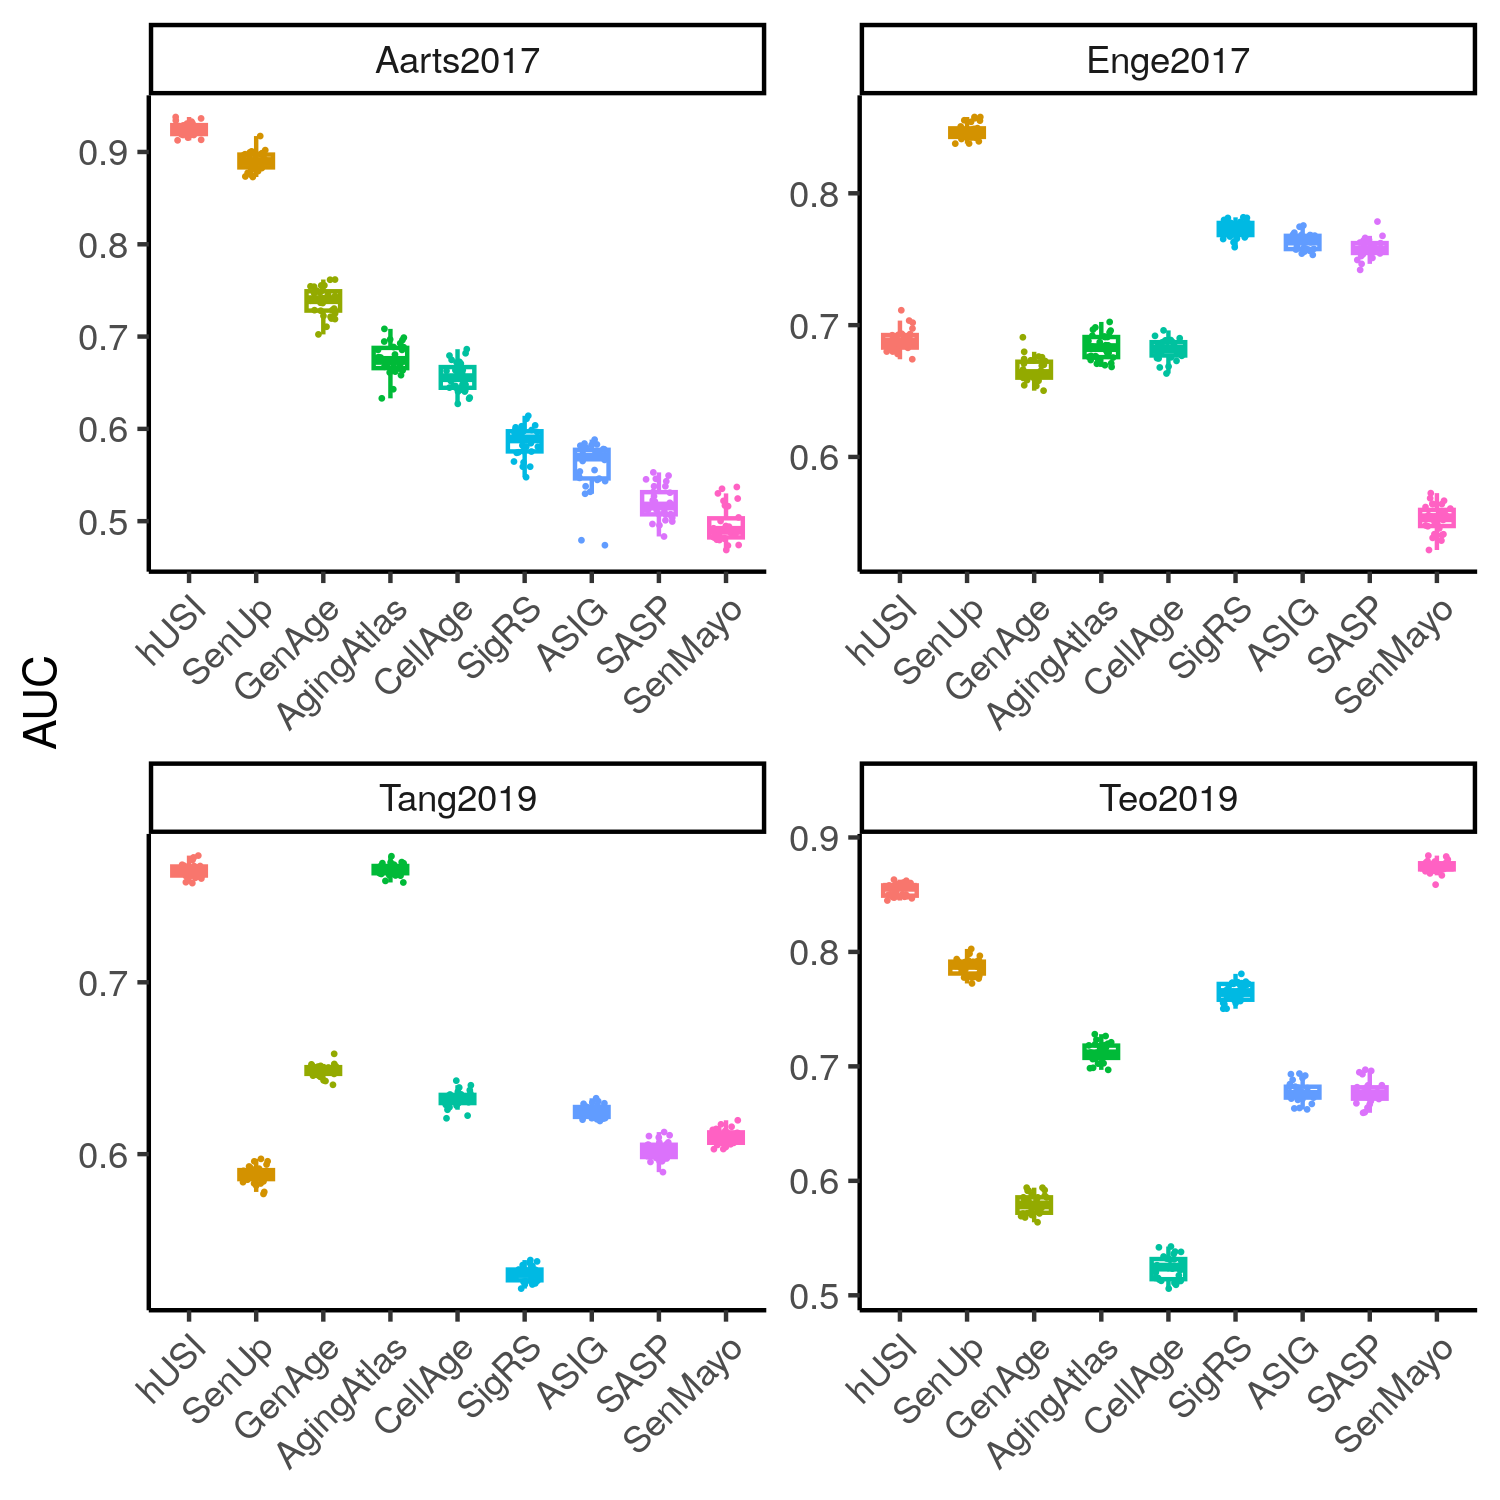 Aarts2017
Enge2017
0.9
0.8
0.7
0.6
0.5
0.8
0.7
0.6
hUSI
SenUp
GenAge
AgingAtlas
CellAge
SigRS
ASIG
SASP
SenMayo
hUSI
SenUp
GenAge
AgingAtlas
CellAge
SigRS
ASIG
SASP
SenMayo
AUC
Tang2019
Teo2019
0.7
0.6
0.9
0.8
0.7
0.6
0.5
hUSI
SenUp
GenAge
AgingAtlas
CellAge
SigRS
ASIG
SASP
SenMayo
hUSI
SenUp
GenAge
AgingAtlas
CellAge
SigRS
ASIG
SASP
SenMayo